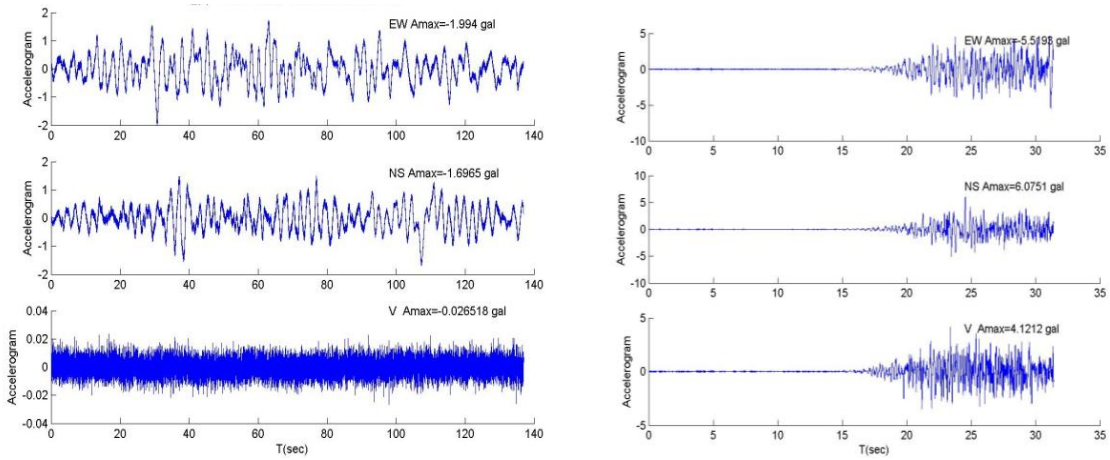 EW Amax=-1.994 gal
Accelerogram
2
1
0
-1
-2
0 20 40 60 80 100 120 140
NS Amax=-1.6965 gal
Accelerogram
2
1
0
-1
2
0 20 40 60 80 100 120 140
V Amax=-0.026518 gal
Accelerogram
0.04
0.02
0
-0.02
-0.04
0 20 40 60 80 100 120 140
T(sec)
EW Amax=-5.5193 gal
Accelerogram
5
0
-5
-10
0 5 10 15 20 25 30 35
NS Amax=6.0751 gal
Accelerogram
10
5
0
-5
-10
0 5 10 15 20 25 30 35
V Amax=4.1212 gal
Accelerogram
5
0
-5
0 5 10 15 20 25 30 35
T(sec)